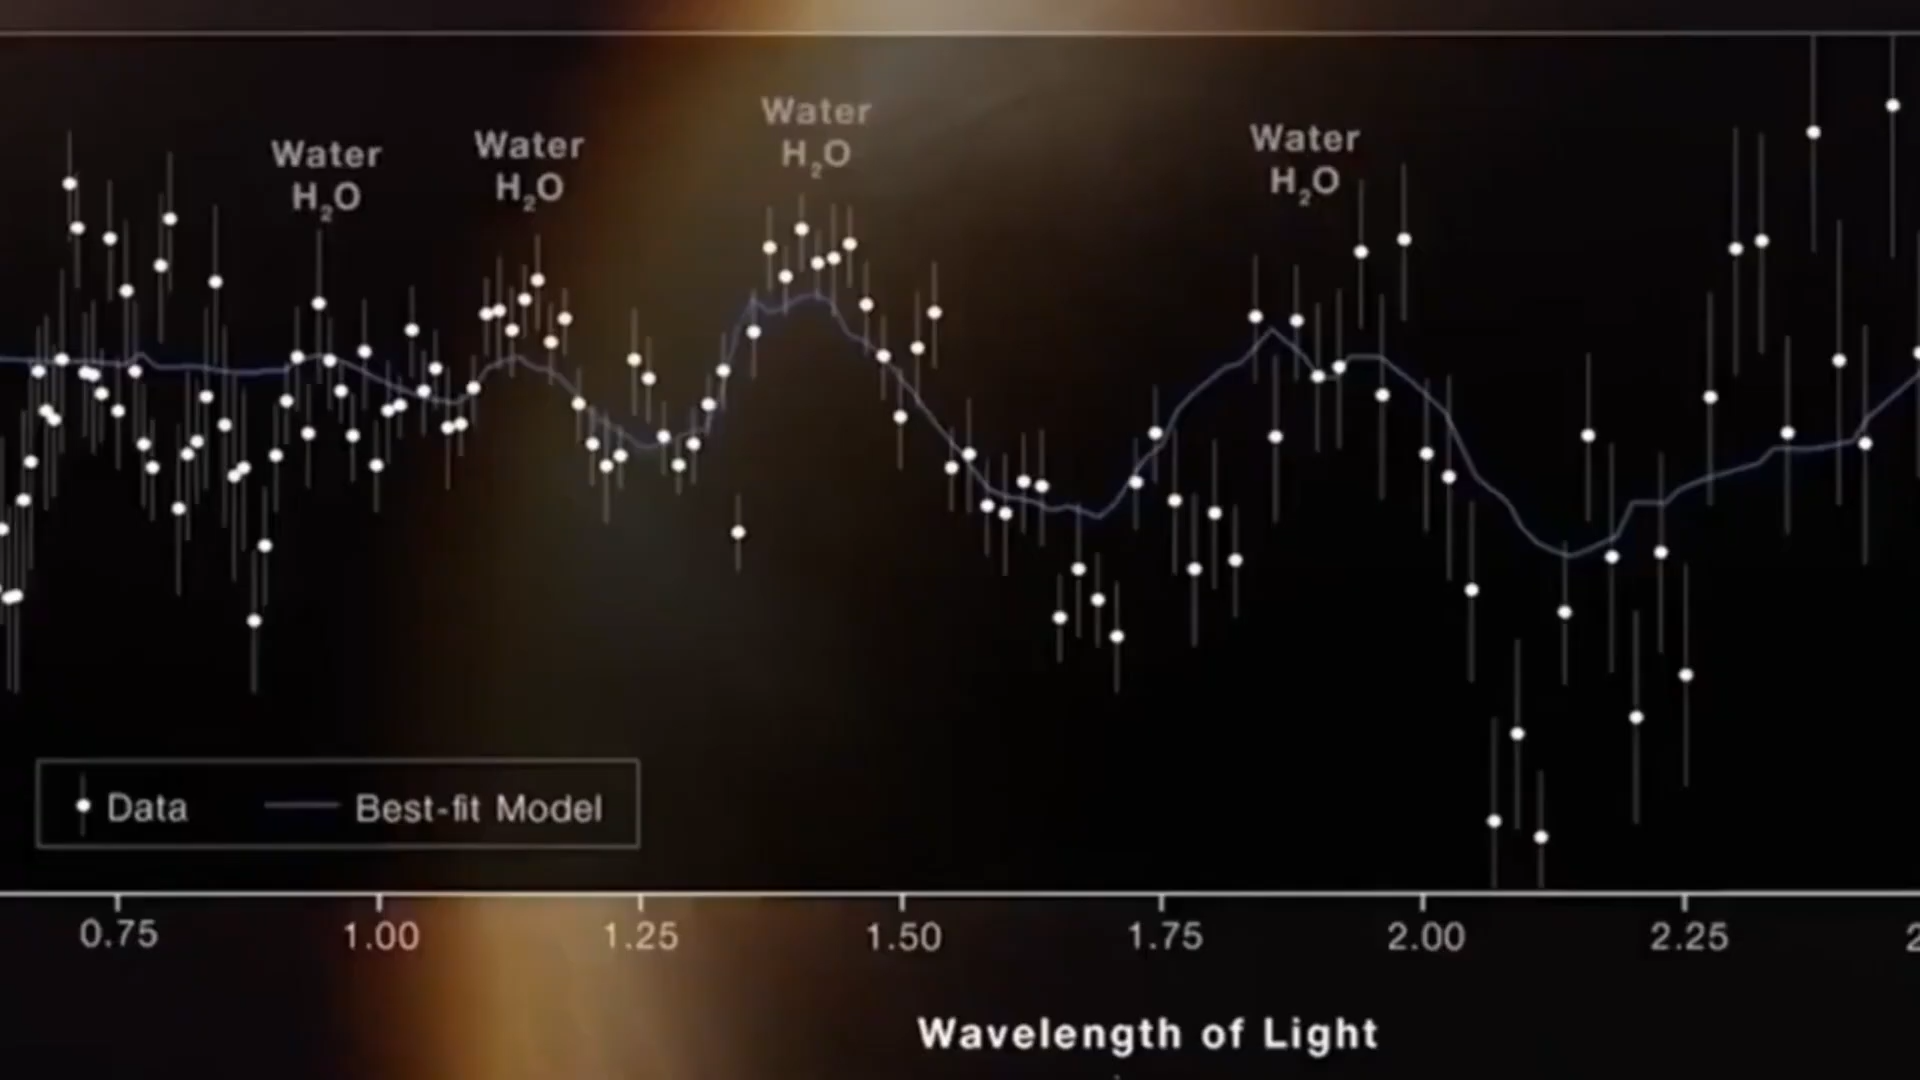 Water
H₂O
Water
H₂O
Water
H₂O
Water
H₂O
Data
Best-fit Model
0.75 1.00 1.25 1.50 1.75 2.00 2.25
Wavelength of Light